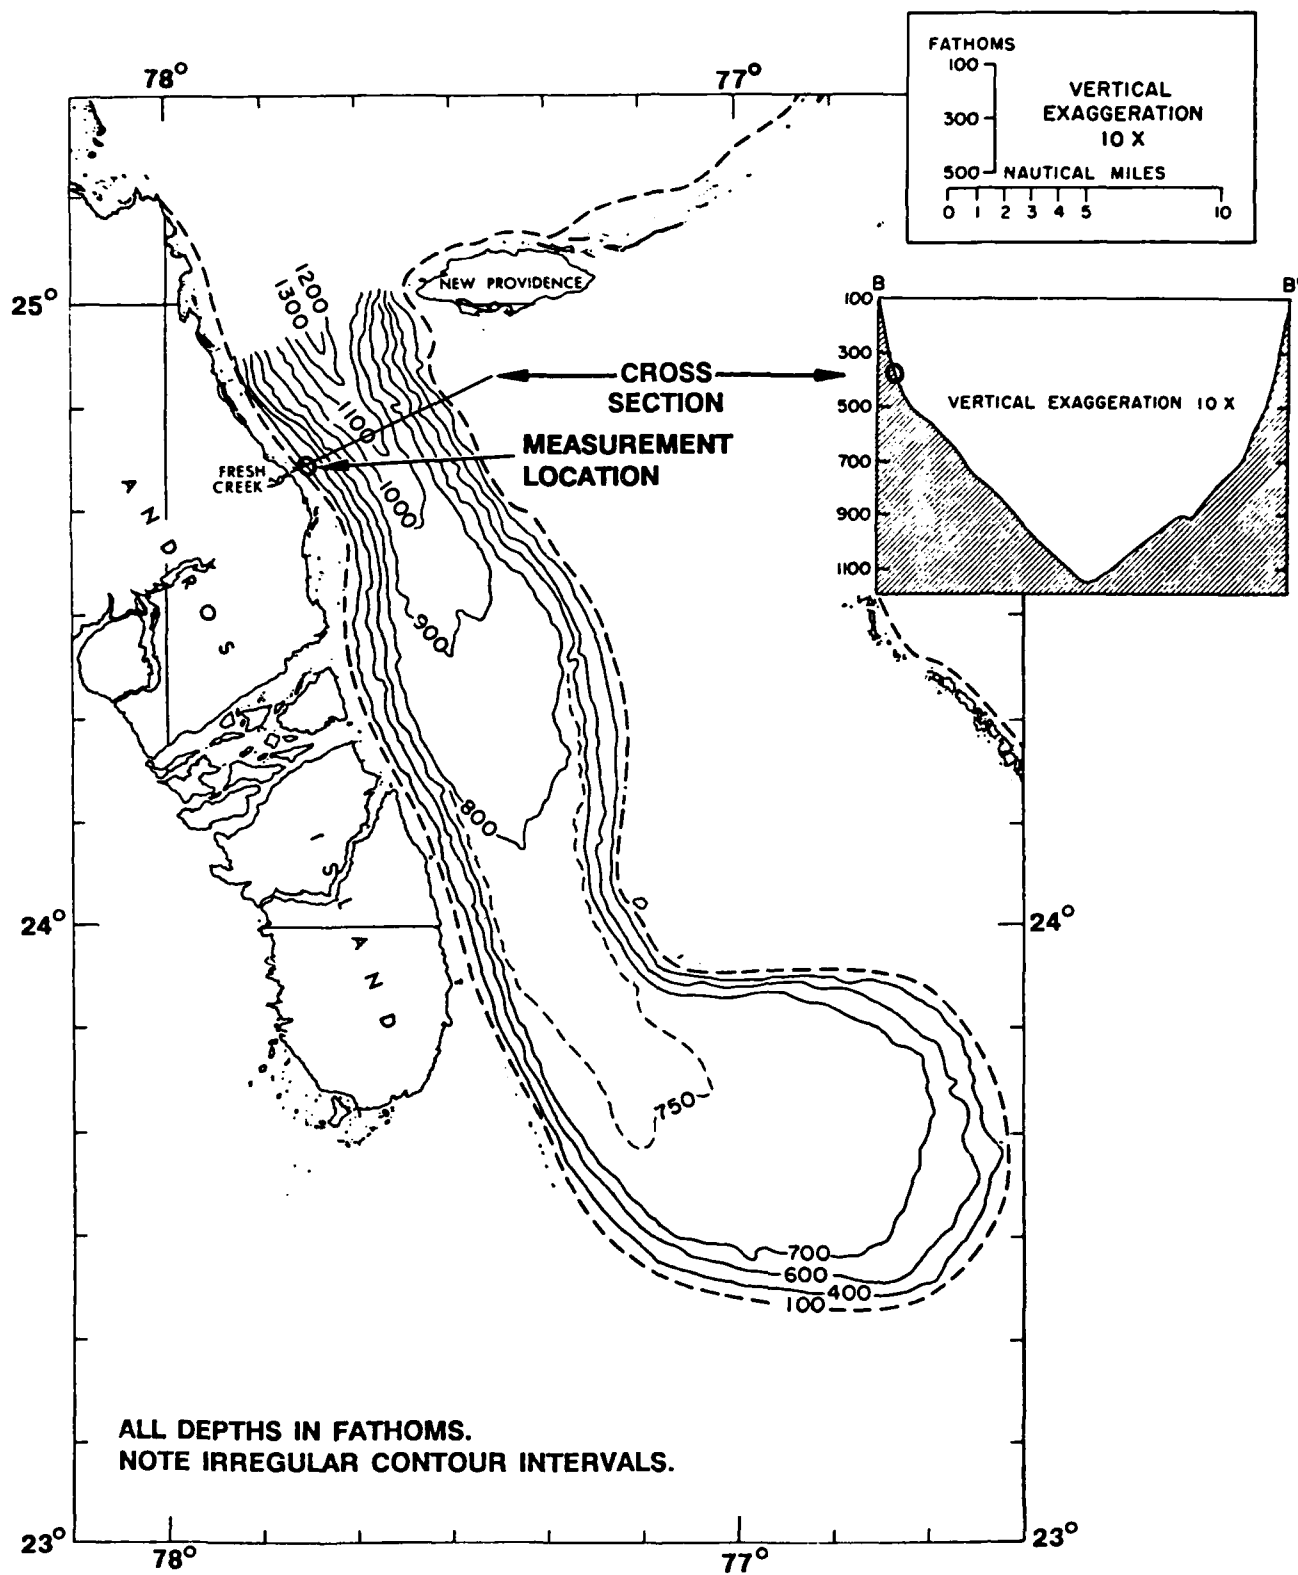 FATHOMS
100
300
500
VERTICAL
EXAGGERATION
10 X
NAUTICAL MILES
0 1 2 3 4 5 10
78°
77°
25°
1200
1300
NEW PROVIDENCE
B
B'
100
300
500
700
900
1100
VERTICAL EXAGGERATION 10 X
CROSS
SECTION
MEASUREMENT
LOCATION
1100
FRESH
CREEK
1000
ANDROS
900
800
ISLAND
24°
24°
750
700
600
400
100
ALL DEPTHS IN FATHOMS.
NOTE IRREGULAR CONTOUR INTERVALS.
23°
23°
78°
77°